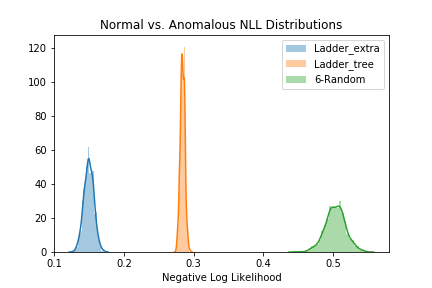 Normal vs. Anomalous NLL Distributions
Ladder_extra
Ladder_tree
6-Random
120
100
80
60
40
20
0
0.1 0.2 0.3 0.4 0.5
Negative Log Likelihood